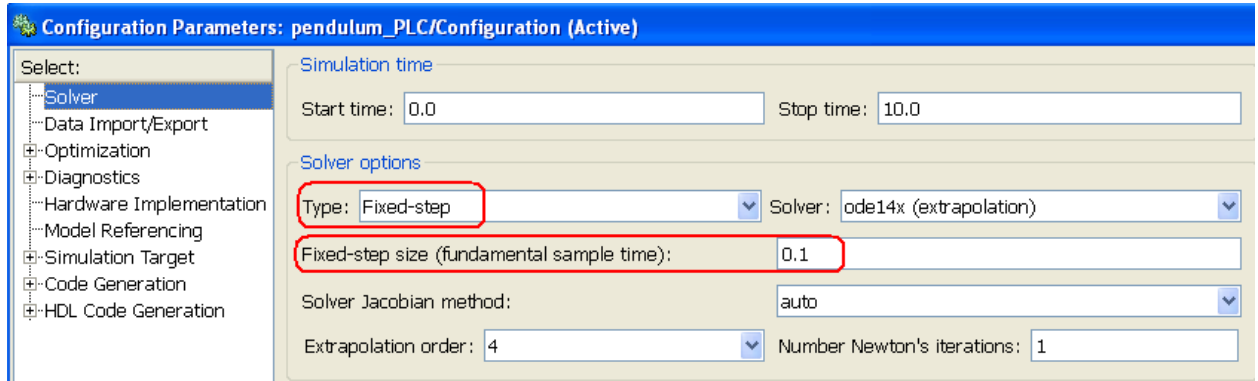 Configuration Parameters: pendulum_PLC/Configuration (Active)
Select:
Solver
Data Import/Export
Optimization
Diagnostics
Hardware Implementation
Model Referencing
Simulation Target
Code Generation
HDL Code Generation
Simulation time
Start time: 0.0 Stop time: 10.0
Solver options
Type: Fixed-step Solver: ode14x (extrapolation)
Fixed-step size (fundamental sample time): 0.1
Solver Jacobian method: auto
Extrapolation order: 4 Number Newton's iterations: 1